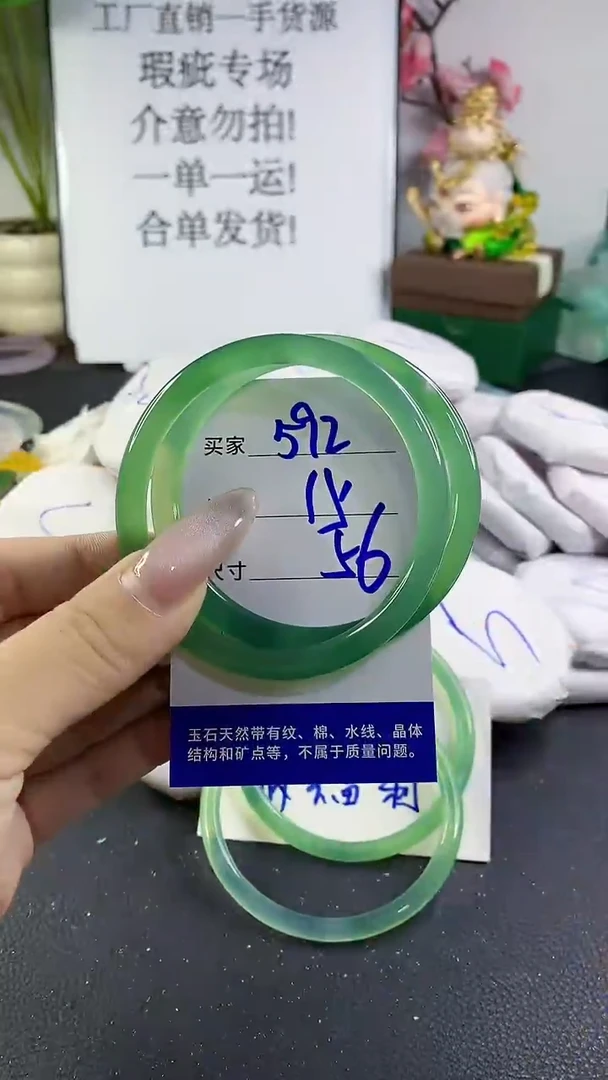 工厂直销一手货源
瑕疵专场
介意勿拍!
一单一运!
合单发货!
买家 592
尺寸 56
玉石天然带有纹、棉、水线、晶体
结构和矿点等，不属于质量问题。